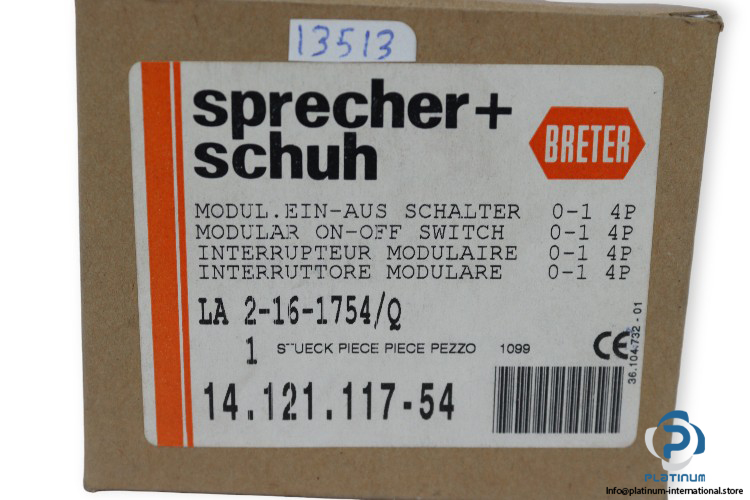 13513
sprecher+
schuh
BRETER
MODUL.EIN-AUS SCHALTER 0-1 4P
MODULAR ON-OFF SWITCH 0-1 4P
INTERRUPTEUR MODULAIRE 0-1 4P
INTERRUTTORE MODULARE 0-1 4P
LA 2-16-1754/Q
1 STUECK PIECE PIECE PEZZO 1099
CE
36.104.732-01
14.121.117-54
PLATINUM
Info@platinum-international.store